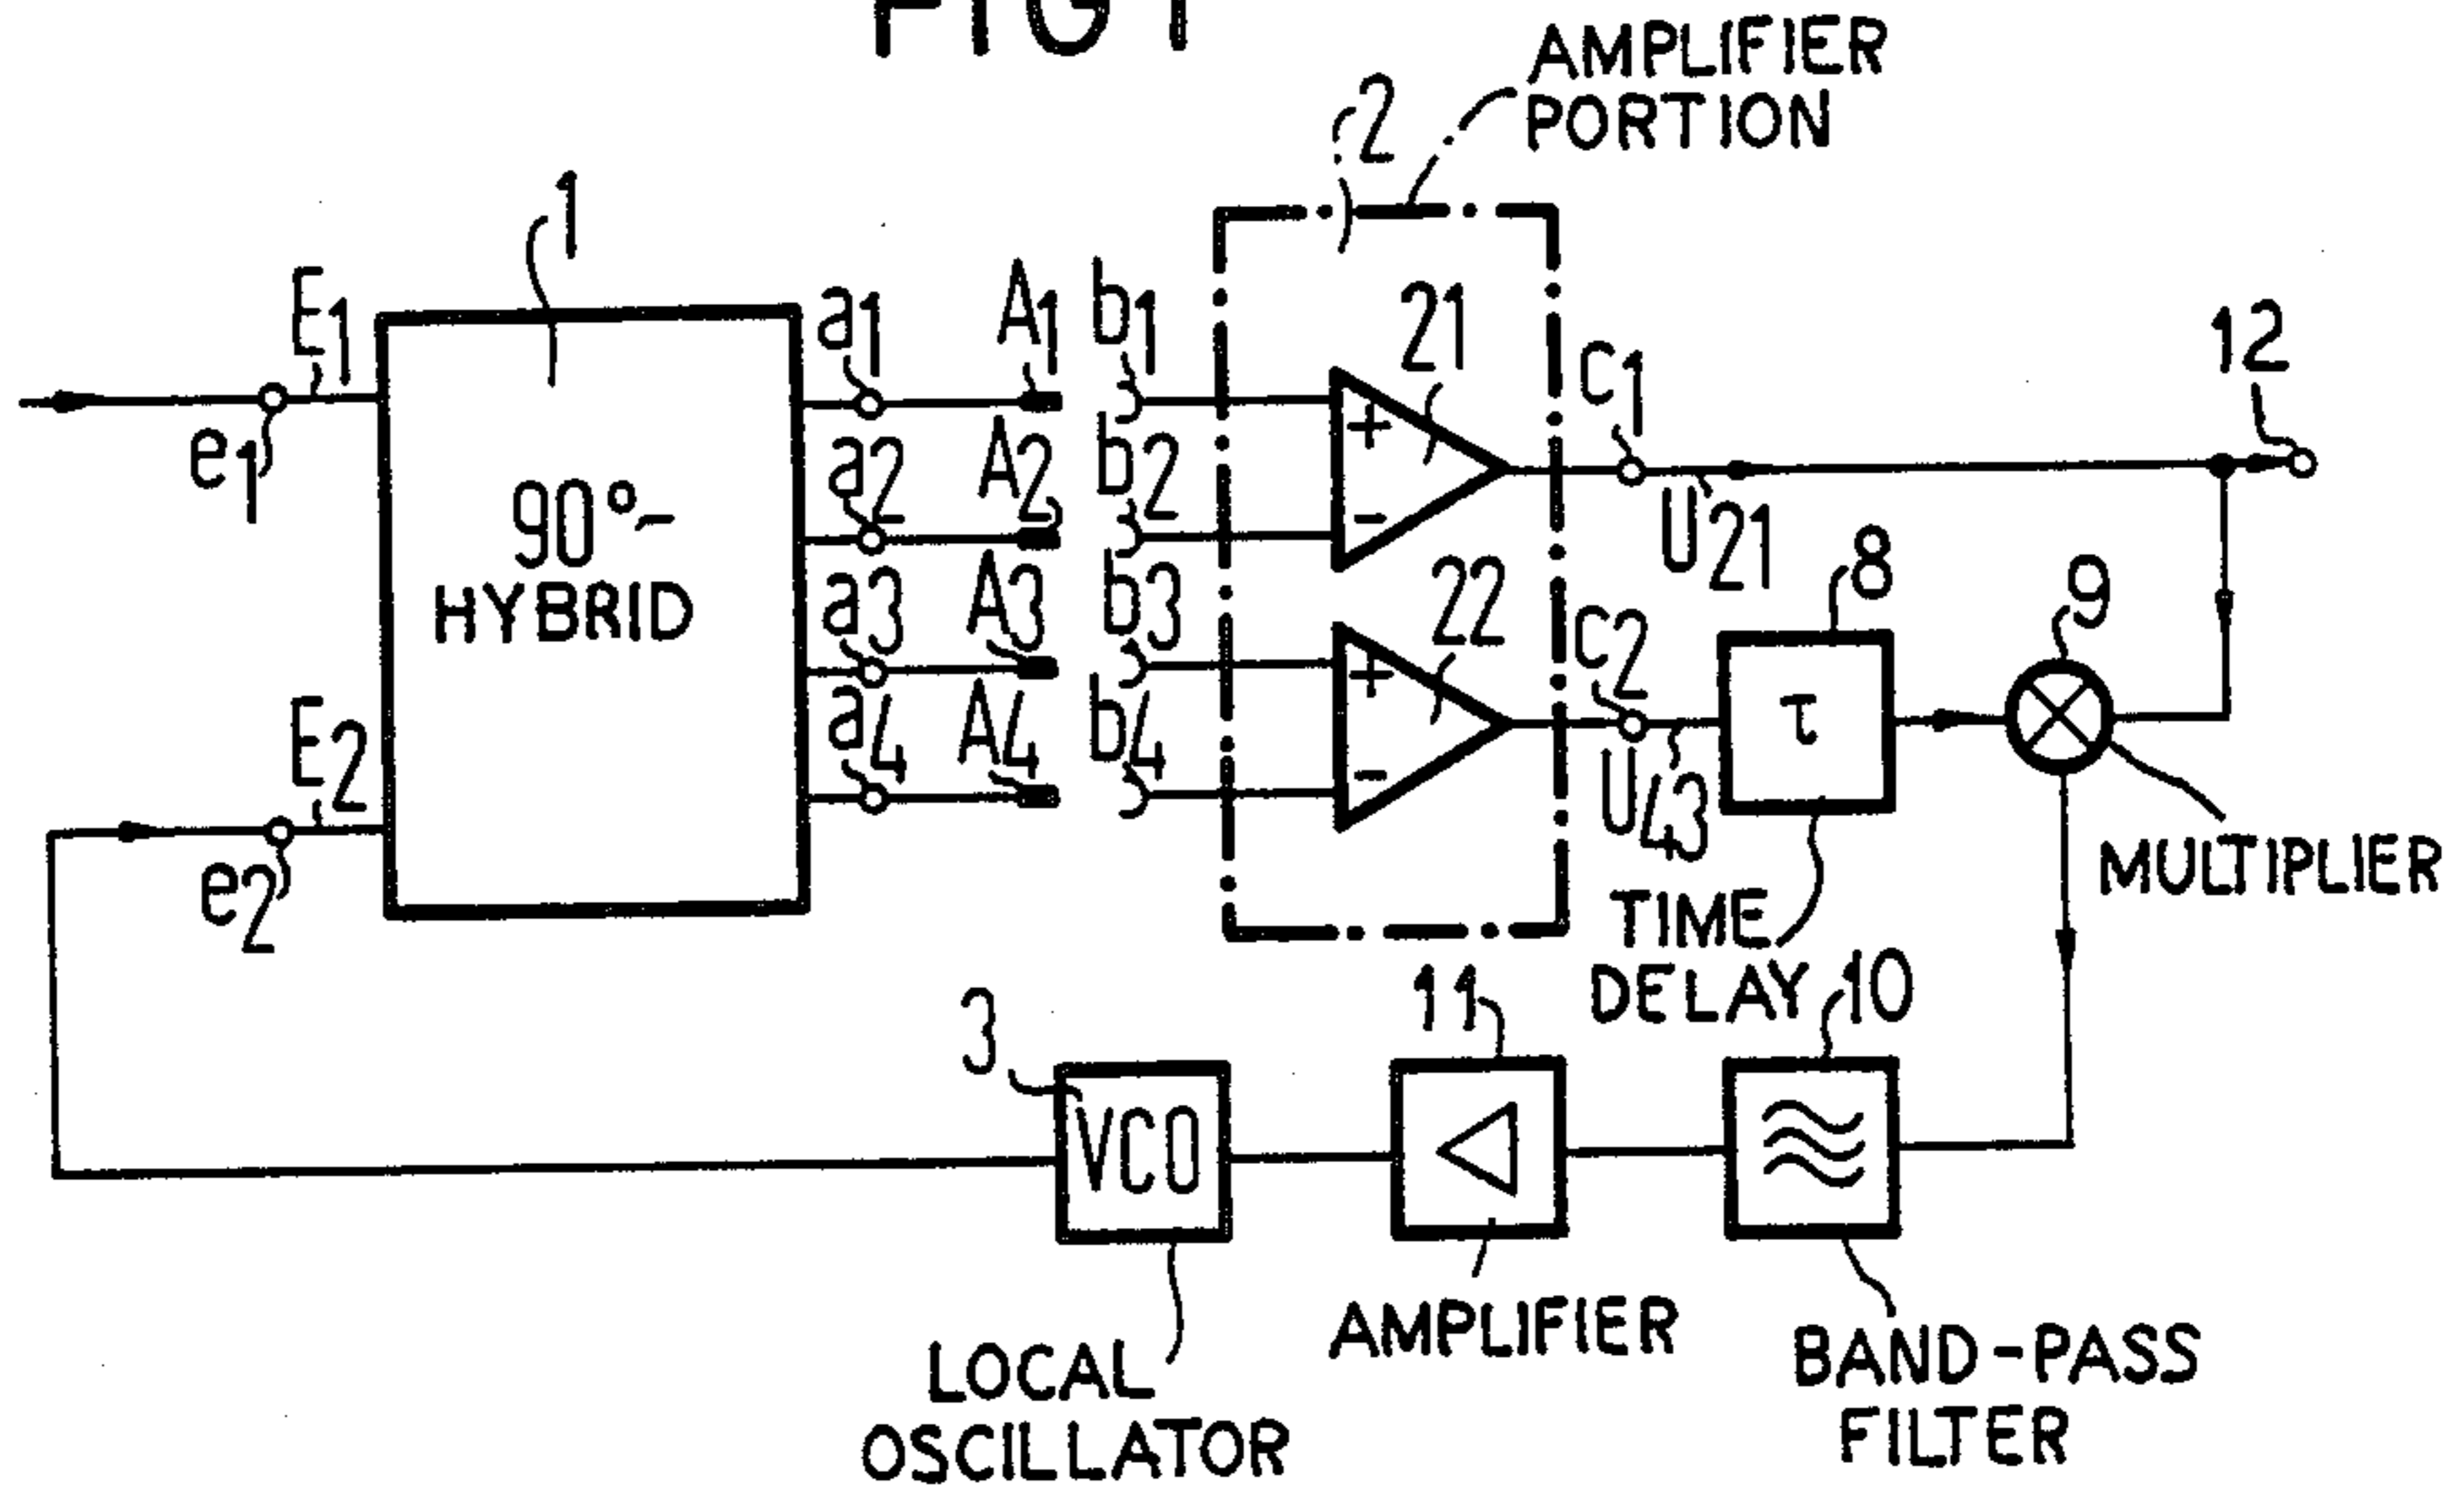 FIG 1
AMPLIFIER
PORTION
2
1
E1
a1
A1
b1
21
C1
12
e1
90°-
HYBRID
a2
A2
b2
U21
a3
A3
b3
22
C2
8
9
τ
E2
a4
A4
b4
U43
e2
MULTIPLIER
TIME
DELAY
10
11
3
VCO
AMPLIFIER
BAND-PASS
FILTER
LOCAL
OSCILLATOR